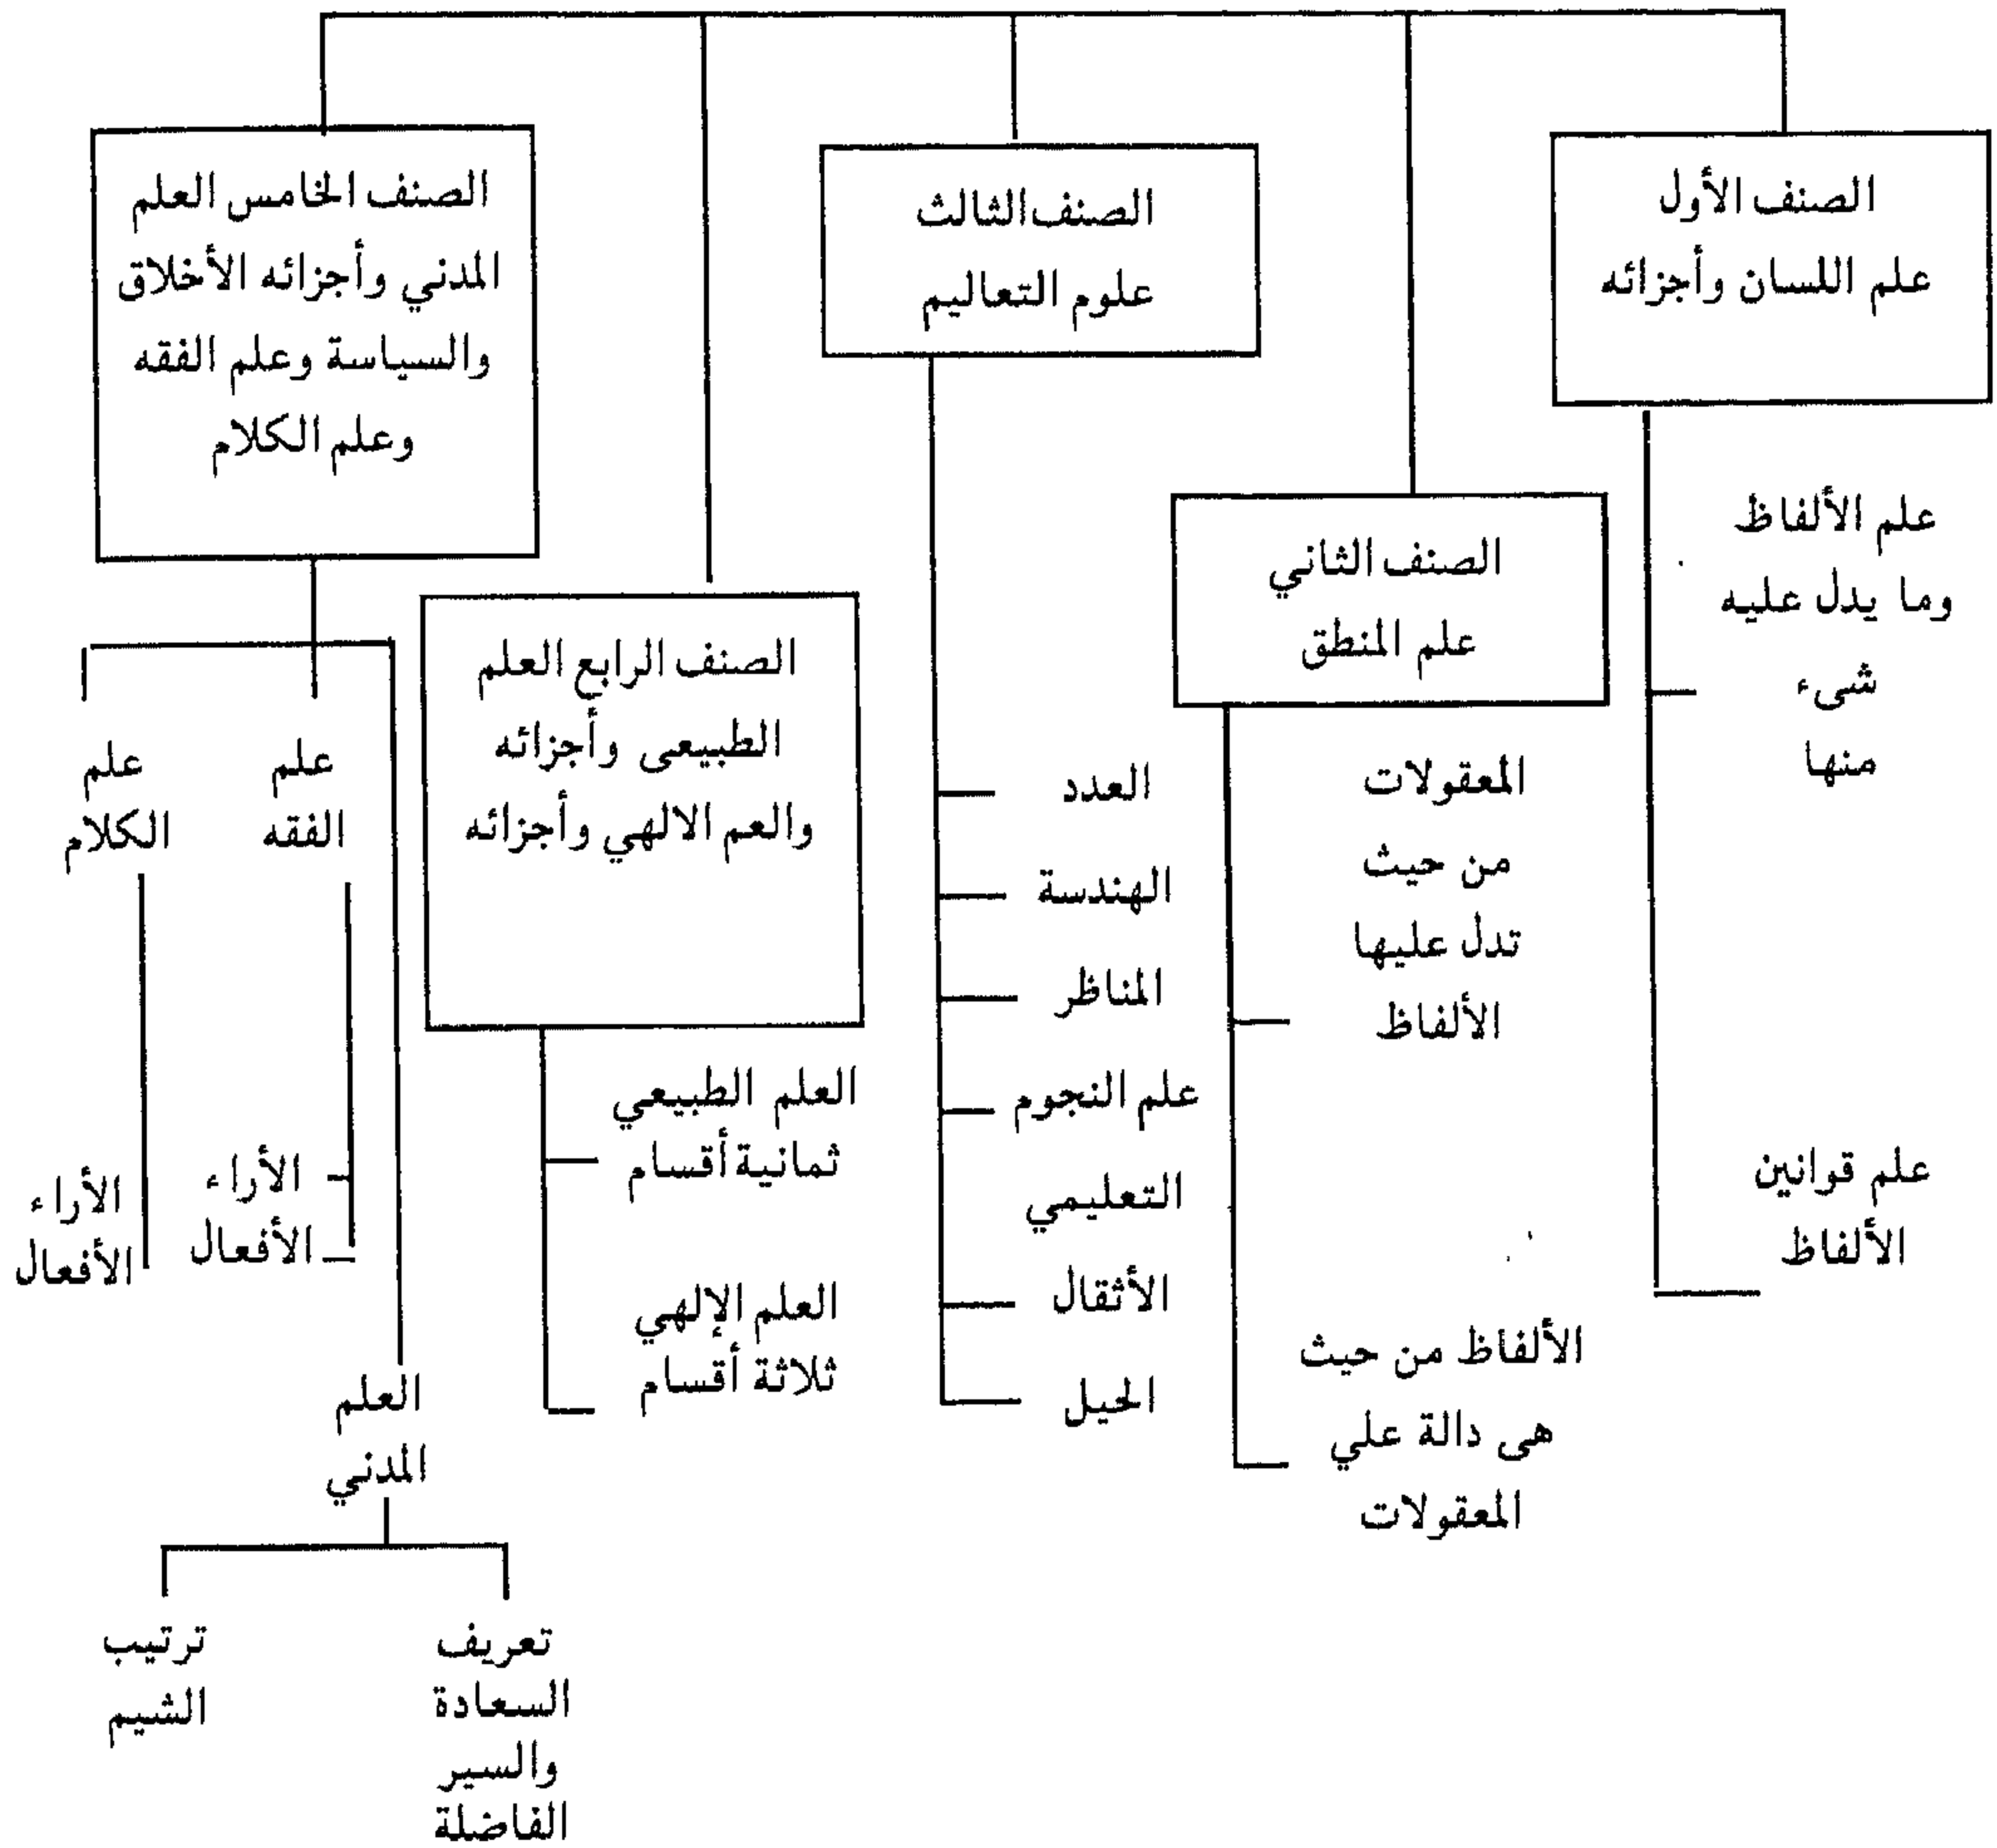 الصنف الأول
علم اللسان وأجزائه
علم الألفاظ
وما يدل عليه
شىء
منها
علم قوانين
الألفاظ
الصنف الثاني
علم المنطق
المعقولات
من حيث
تدل عليها
الألفاظ
الألفاظ من حيث
هى دالة علي
المعقولات
الصنف الثالث
علوم التعاليم
العدد
الهندسة
المناظر
علم النجوم
التعليمي
الأثقال
الحيل
الصنف الرابع العلم
الطبيعى وأجزائه
والعم الالهي وأجزائه
العلم الطبيعي
ثمانية أقسام
العلم الإلهي
ثلاثة أقسام
الصنف الخامس العلم
المدني وأجزائه الأخلاق
والسياسة وعلم الفقه
وعلم الكلام
العلم
المدني
تعريف
السعادة
والسير
الفاضلة
ترتيب
الشيم
علم
الفقه
الأراء
الأفعال
علم
الكلام
الأراء
الأفعال